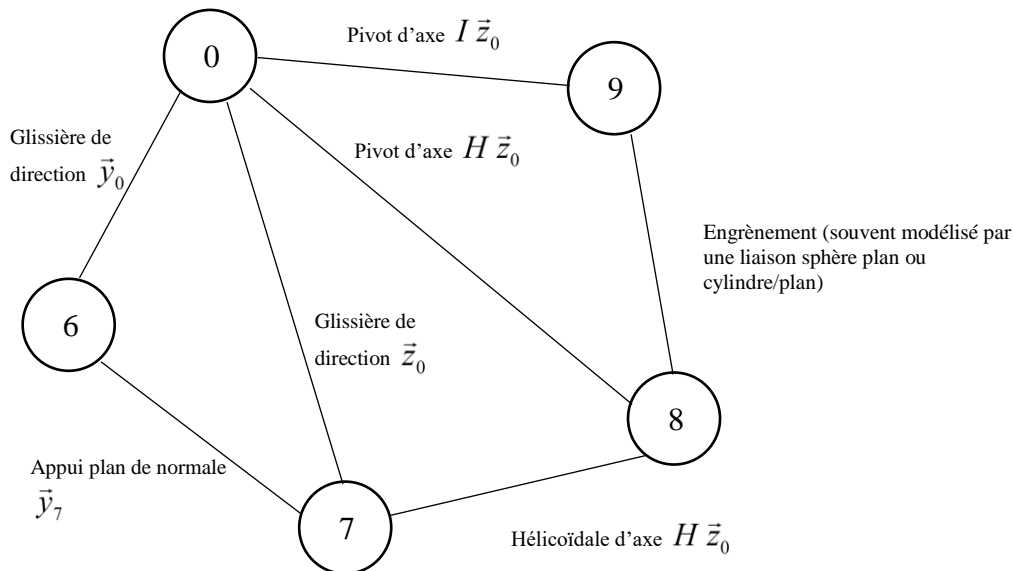 Pivot d'axe I z⃗₀
0
9
Glissière de
direction y⃗₀
Pivot d'axe H z⃗₀
Engrènement (souvent modélisé par
une liaison sphère plan ou
cylindre/plan)
6
Glissière de
direction z⃗₀
8
Appui plan de normale
y⃗₇
7
Hélicoïdale d'axe H z⃗₀